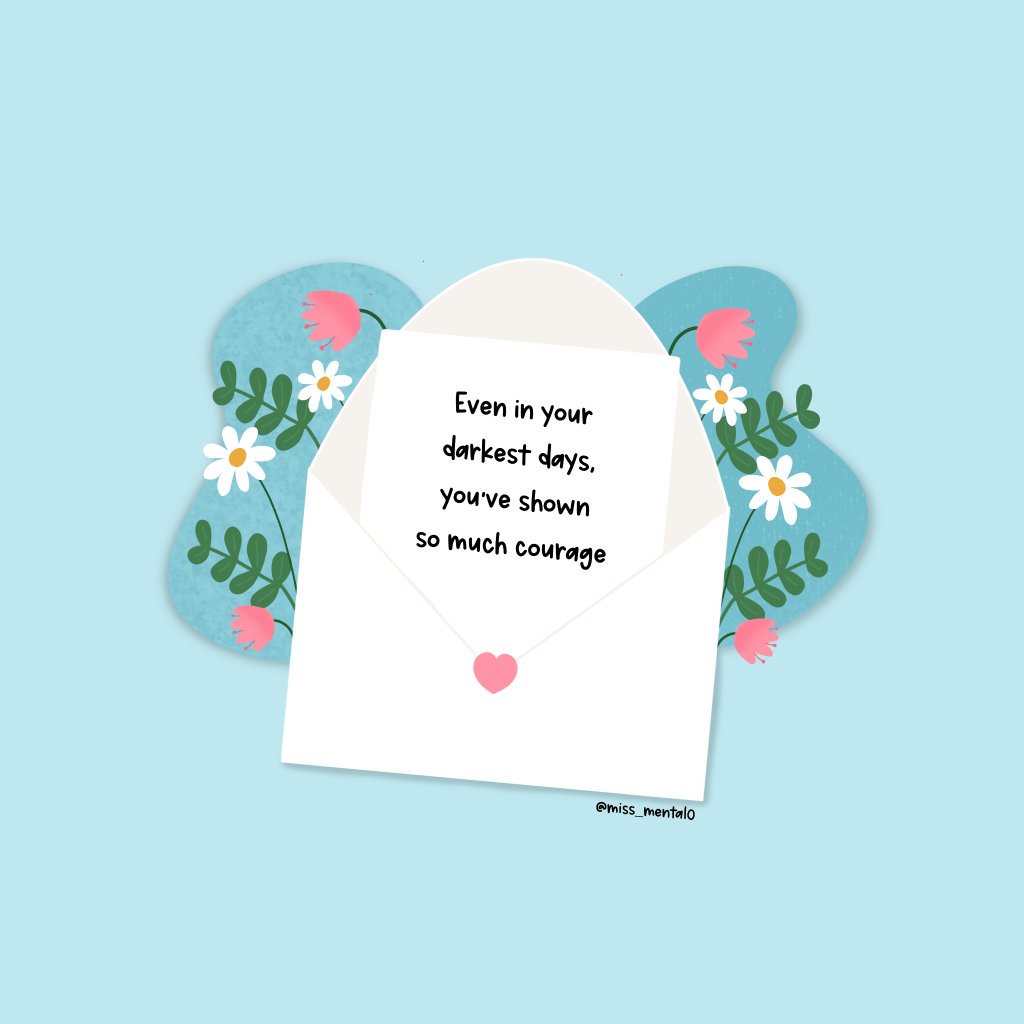 Even in your
darkest days,
you've shown
so much courage
@miss_mental0